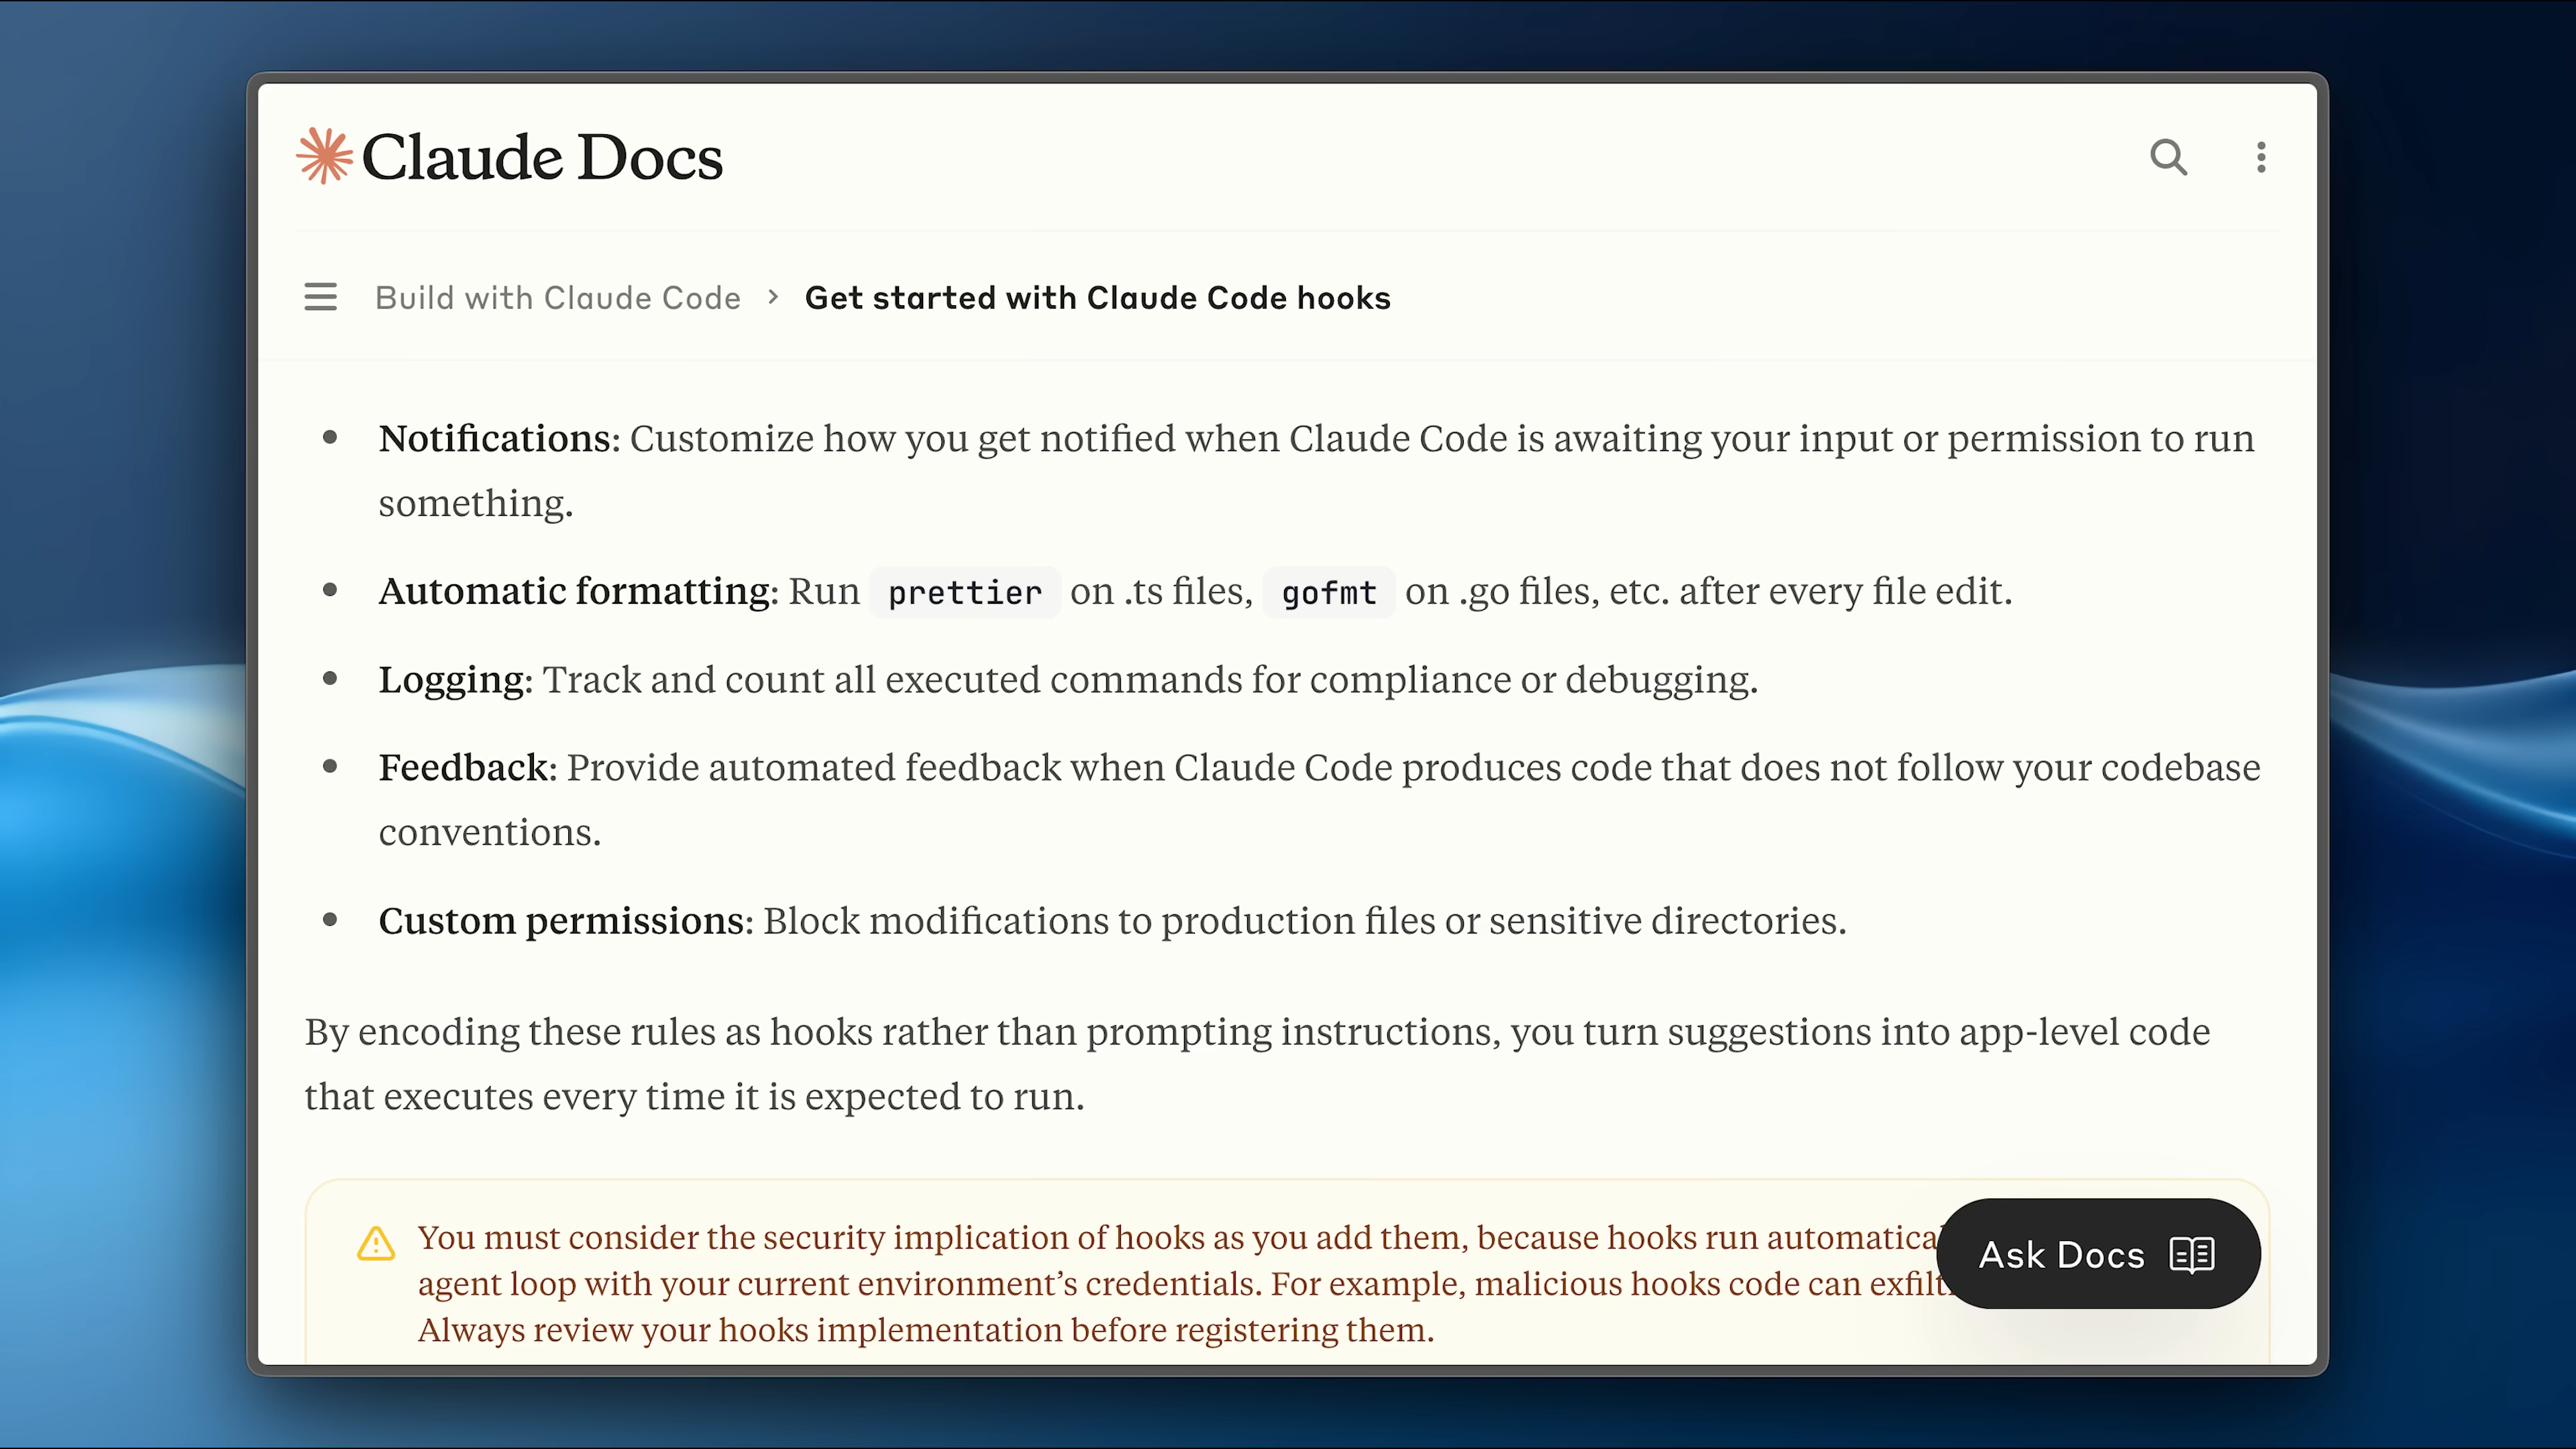 Claude Docs
Build with Claude Code > Get started with Claude Code hooks
• Notifications: Customize how you get notified when Claude Code is awaiting your input or permission to run
something.
• Automatic formatting: Run prettier on .ts files, gofmt on .go files, etc. after every file edit.
• Logging: Track and count all executed commands for compliance or debugging.
• Feedback: Provide automated feedback when Claude Code produces code that does not follow your codebase
conventions.
• Custom permissions: Block modifications to production files or sensitive directories.
By encoding these rules as hooks rather than prompting instructions, you turn suggestions into app-level code
that executes every time it is expected to run.
You must consider the security implication of hooks as you add them, because hooks run
agent loop with your current environment’s credentials. For example, malicious hooks code can
Always review your hooks implementation before registering them.
Ask Docs